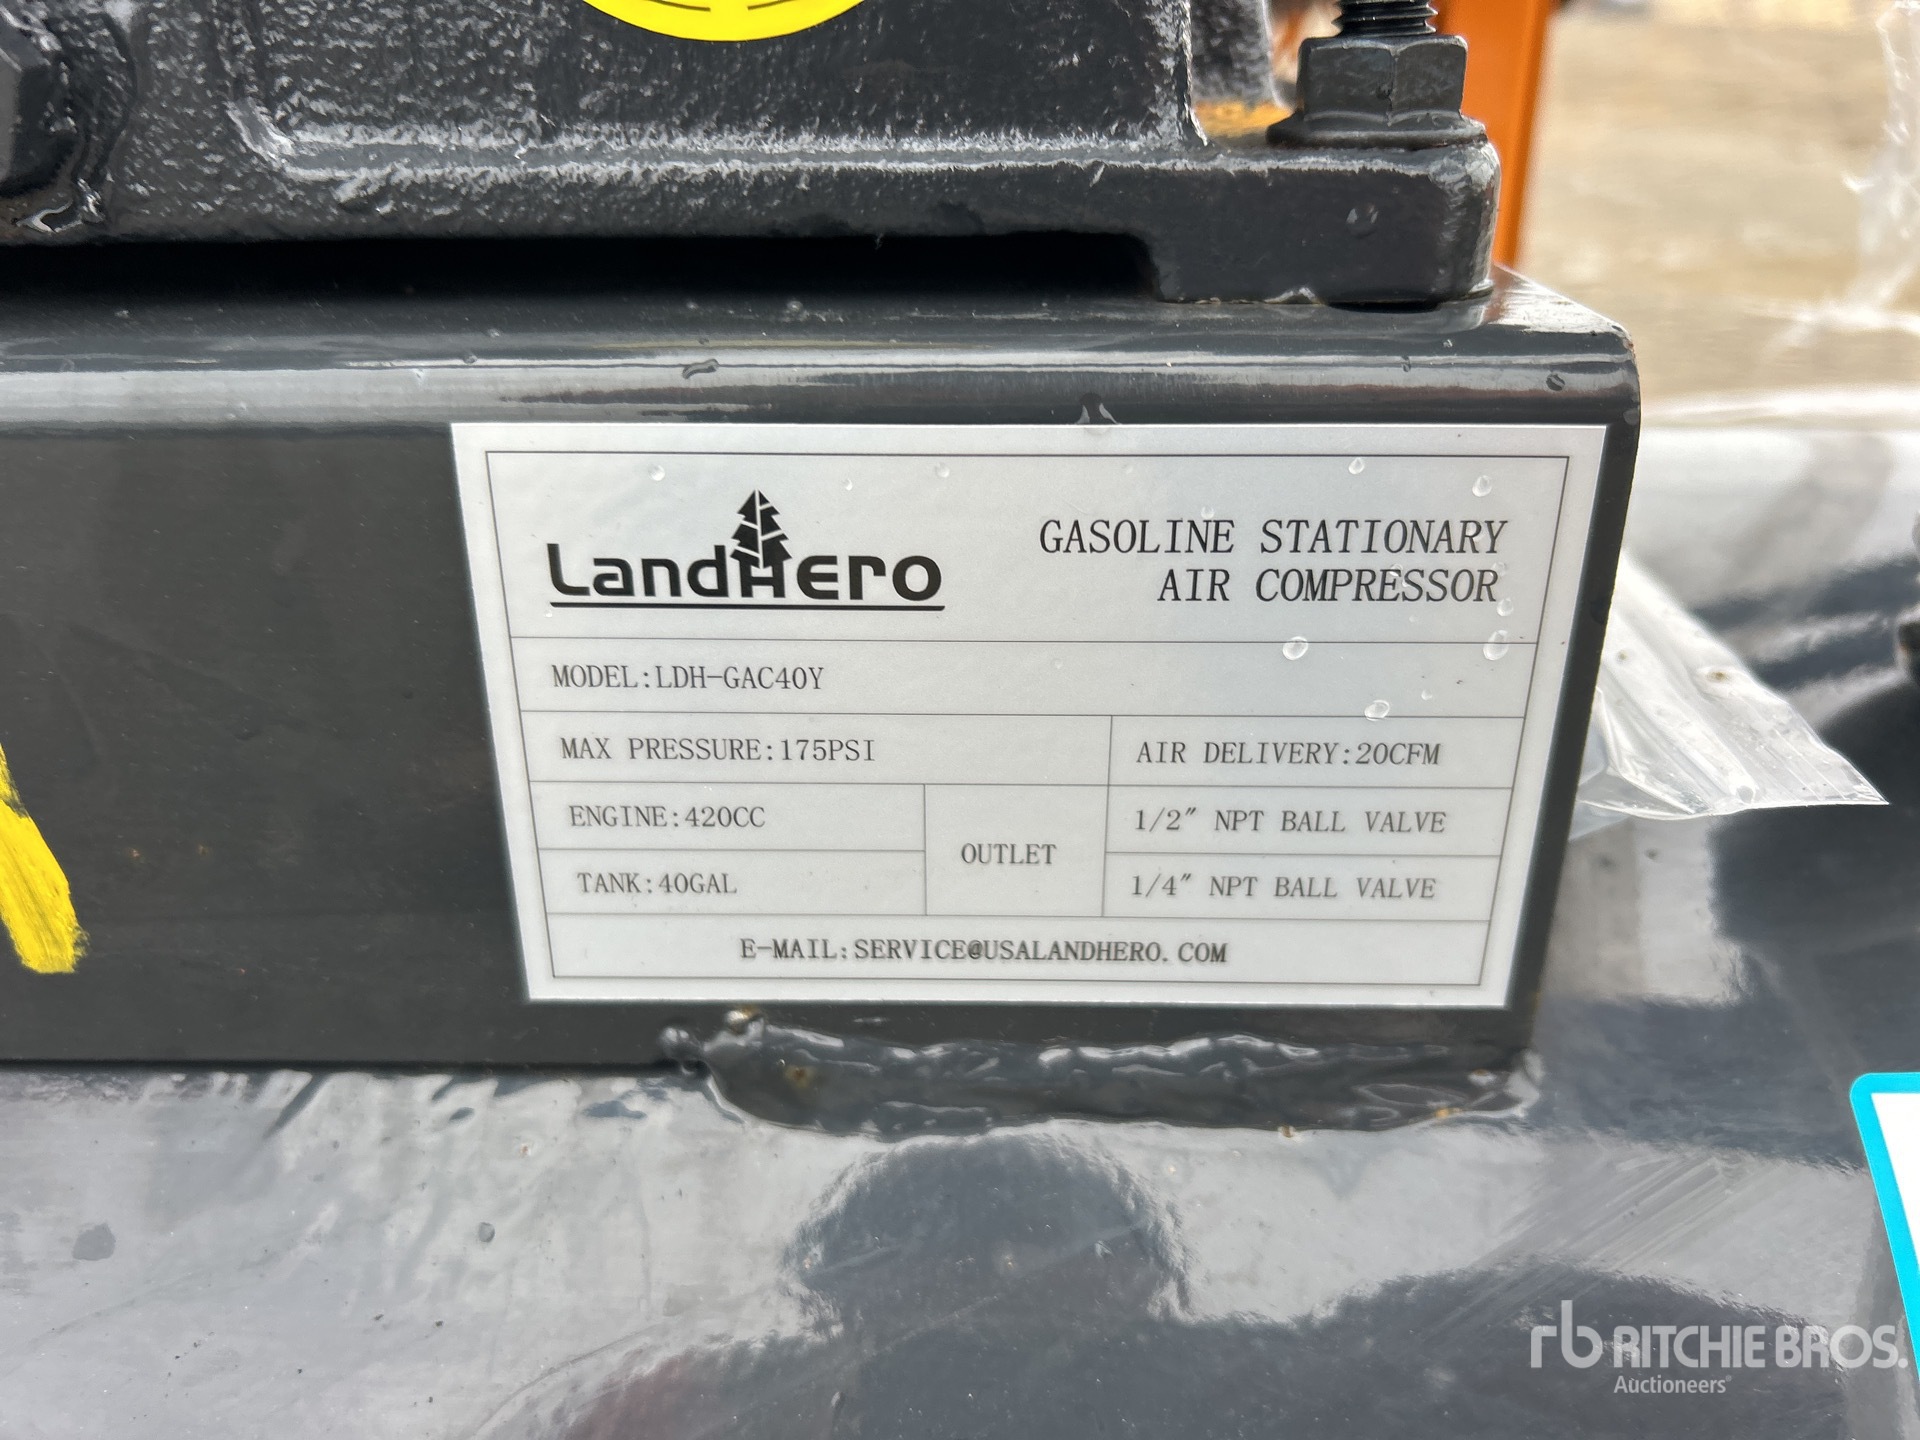 LandHero
GASOLINE STATIONARY
AIR COMPRESSOR
MODEL:LDH-GAC40Y
MAX PRESSURE:175PSI
AIR DELIVERY:20CFM
ENGINE:420CC
TANK:40GAL
OUTLET
1/2" NPT BALL VALVE
1/4" NPT BALL VALVE
E-MAIL:SERVICE@USALANDHERO.COM
rb RITCHIE BROS.
Auctioneers